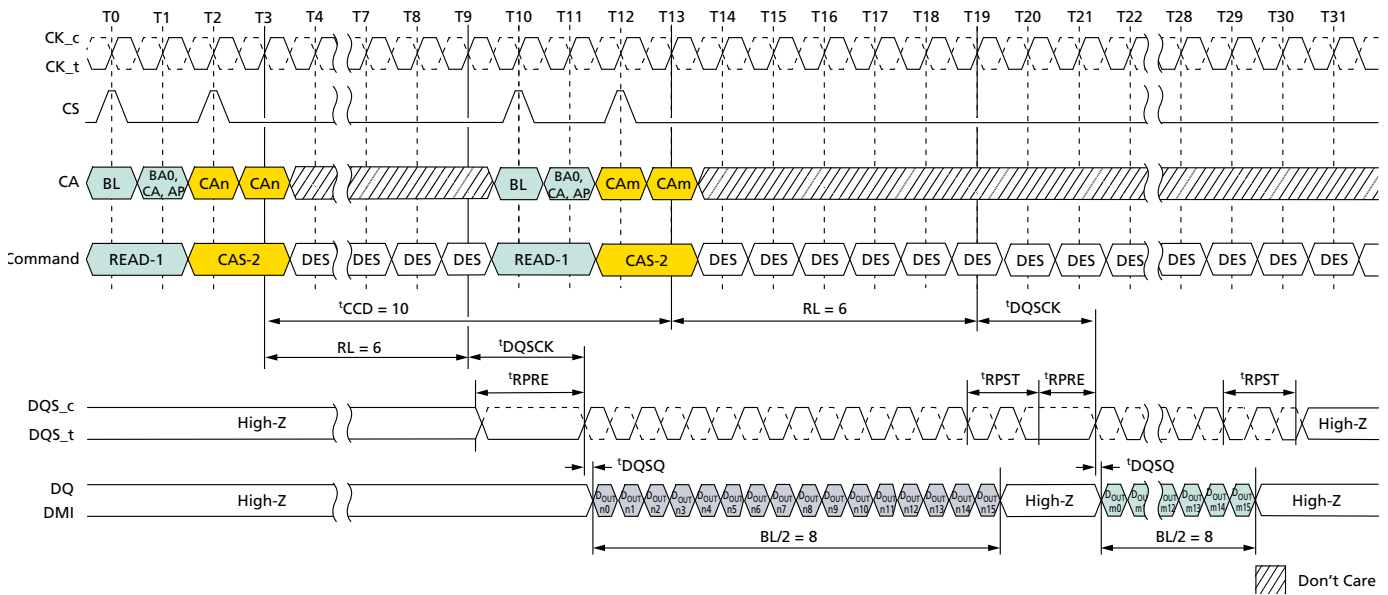 T0 T1 T2 T3 T4 T7 T8 T9 T10 T11 T12 T13 T14 T15 T16 T17 T18 T19 T20 T21 T22 T28 T29 T30 T31
CK_c
CK_t
CS
CA BL BA0, CA, AP CAn CAn BL BA0, CA, AP CAm CAm
Command READ-1 CAS-2 DES DES DES DES READ-1 CAS-2 DES DES DES DES DES DES DES DES DES DES DES DES DES
tCCD = 10 RL = 6 tDQSCK
RL = 6 tDQSCK
tRPRE tRPST tRPRE tRPST
DQS_c
DQS_t High-Z High-Z
tDQSQ tDQSQ
DQ
DMI High-Z DOUT n0 DOUT n1 DOUT n2 DOUT n3 DOUT n4 DOUT n5 DOUT n6 DOUT n7 DOUT n8 DOUT n9 DOUT n10 DOUT n11 DOUT n12 DOUT n13 DOUT n14 DOUT n15 High-Z DOUT m0 DOUT m1 DOUT m12 DOUT m13 DOUT m14 DOUT m15 High-Z
BL/2 = 8 BL/2 = 8
Don't Care